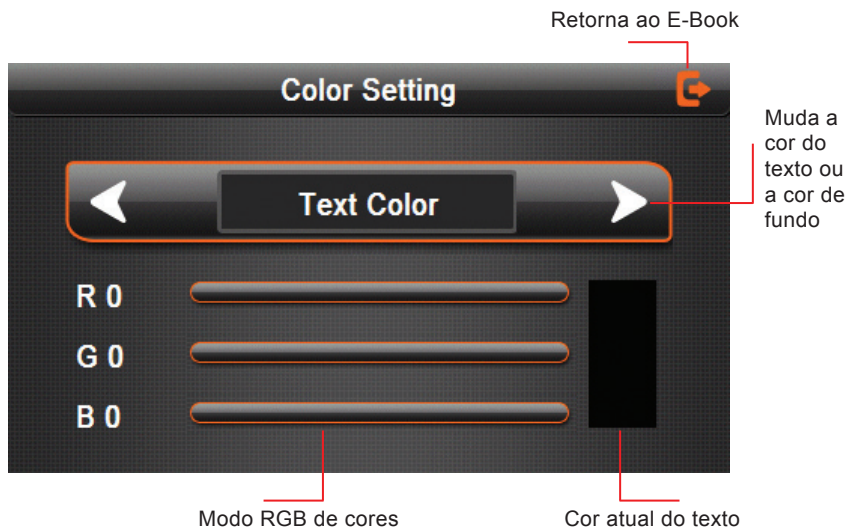 Retorna ao E-Book
Color Setting
Muda a
cor do
texto ou
a cor de
fundo
Text Color
R 0
G 0
B 0
Modo RGB de cores
Cor atual do texto